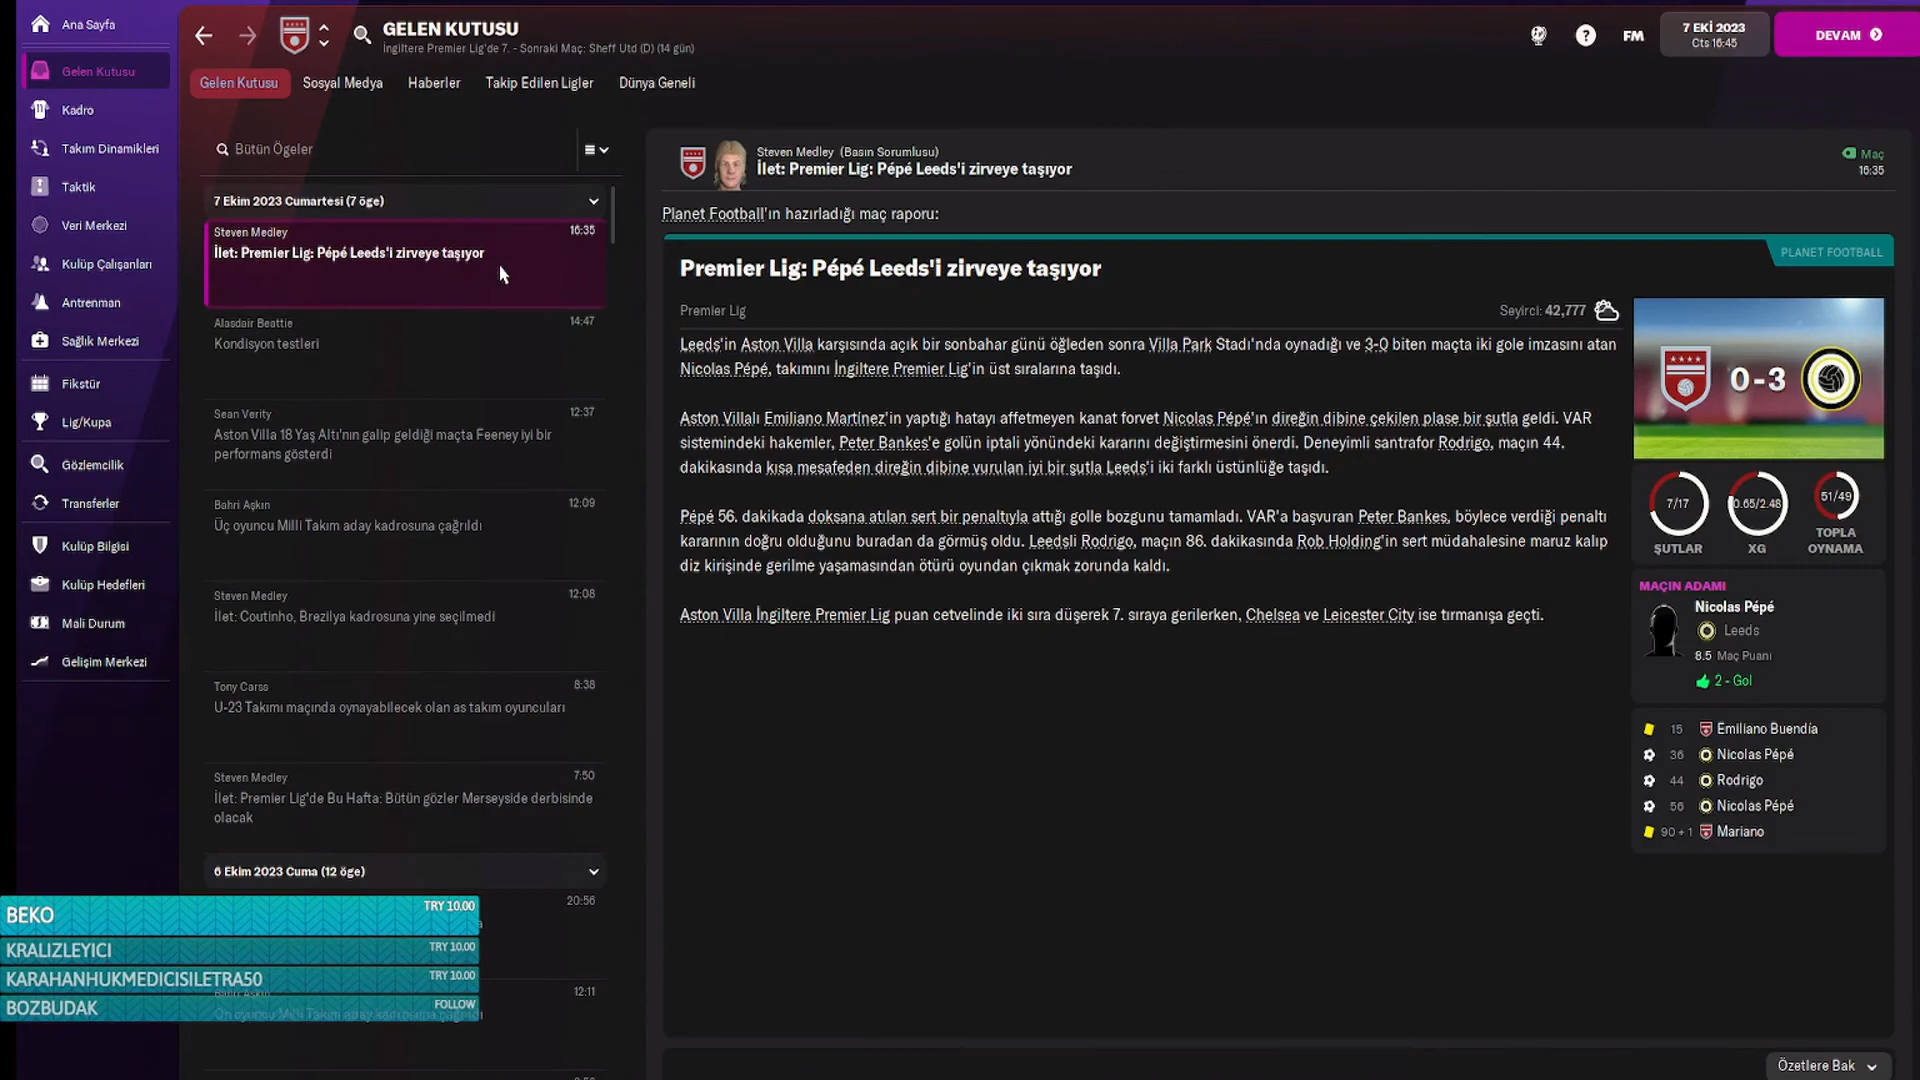 Ana Sayfa
Gelen Kutusu
Kadro
Takım Dinamikleri
Taktik
Veri Merkezi
Kulüp Çalışanları
Antrenman
Sağlık Merkezi
Fikstür
Lig/Kupa
Gözlemcilik
Transferler
Kulüp Bilgisi
Kulüp Hedefleri
Mali Durum
Gelişim Merkezi
GELEN KUTUSU
İngiltere Premier Lig'de 7. - Sonraki Maç: Sheff Utd (D) (14 gün)
FM
7 EKİ 2023
Cts 16:45
DEVAM
Gelen Kutusu
Sosyal Medya
Haberler
Takip Edilen Ligler
Dünya Geneli
Bütün Ögeler
7 Ekim 2023 Cumartesi (7 öge)
Steven Medley 16:35
İlet: Premier Lig: Pépé Leeds'i zirveye taşıyor
Alasdair Beattie 14:47
Kondisyon testleri
Sean Verity 12:37
Aston Villa 18 Yaş Altı'nın galip geldiği maçta Feeney iyi bir
performans gösterdi
Bahri Aşkın 12:09
Üç oyuncu Milli Takım aday kadrosuna çağrıldı
Steven Medley 12:08
İlet: Coutinho, Brezilya kadrosuna yine seçilmedi
Tony Carss 8:38
U-23 Takımı maçında oynayabilecek olan as takım oyuncuları
Steven Medley 7:50
İlet: Premier Lig'de Bu Hafta: Bütün gözler Merseyside derbisinde
olacak
6 Ekim 2023 Cuma (12 öge)
20:56
BEKO TRY 10.00
KRALIZLEYICI TRY 10.00
KARAHANHUKMEDICISILETRA50 TRY 10.00
12:11
BOZBUDAK FOLLOW
On oyuncu Milli Takım aday kadrosuna çağrıldı
Steven Medley (Basın Sorumlusu)
İlet: Premier Lig: Pépé Leeds'i zirveye taşıyor
Maç
16:35
Planet Football'ın hazırladığı maç raporu:
PLANET FOOTBALL
Premier Lig: Pépé Leeds'i zirveye taşıyor
Premier Lig
Seyirci: 42,777
Leeds'in Aston Villa karşısında açık bir sonbahar günü öğleden sonra Villa Park Stadı'nda oynadığı ve 3-0 biten maçta iki gole imzasını atan
Nicolas Pépé, takımını İngiltere Premier Lig'in üst sıralarına taşıdı.
Aston Villalı Emiliano Martínez'in yaptığı hatayı affetmeyen kanat forvet Nicolas Pépé'ın direğin dibine çekilen plase bir şutla geldi. VAR
sistemindeki hakemler, Peter Bankes'e golün iptali yönündeki kararını değiştirmesini önerdi. Deneyimli santrafor Rodrigo, maçın 44.
dakikasında kısa mesafeden direğin dibine vurulan iyi bir şutla Leeds'i iki farklı üstünlüğe taşıdı.
Pépé 56. dakikada doksana atılan sert bir penaltıyla attığı golle bozgunu tamamladı. VAR'a başvuran Peter Bankes, böylece verdiği penaltı
kararının doğru olduğunu buradan da görmüş oldu. Leedsli Rodrigo, maçın 86. dakikasında Rob Holding'in sert müdahalesine maruz kalıp
diz kirişinde gerilme yaşamasından ötürü oyundan çıkmak zorunda kaldı.
Aston Villa İngiltere Premier Lig puan cetvelinde iki sıra düşerek 7. sıraya gerilerken, Chelsea ve Leicester City ise tırmanışa geçti.
0-3
7/17
0.65/2.48
51/49
ŞUTLAR
XG
TOPLA
OYNAMA
MAÇIN ADAMI
Nicolas Pépé
Leeds
8.5 Maç Puanı
2 - Gol
15 Emiliano Buendía
36 Nicolas Pépé
44 Rodrigo
56 Nicolas Pépé
90 + 1 Mariano
Özetlere Bak